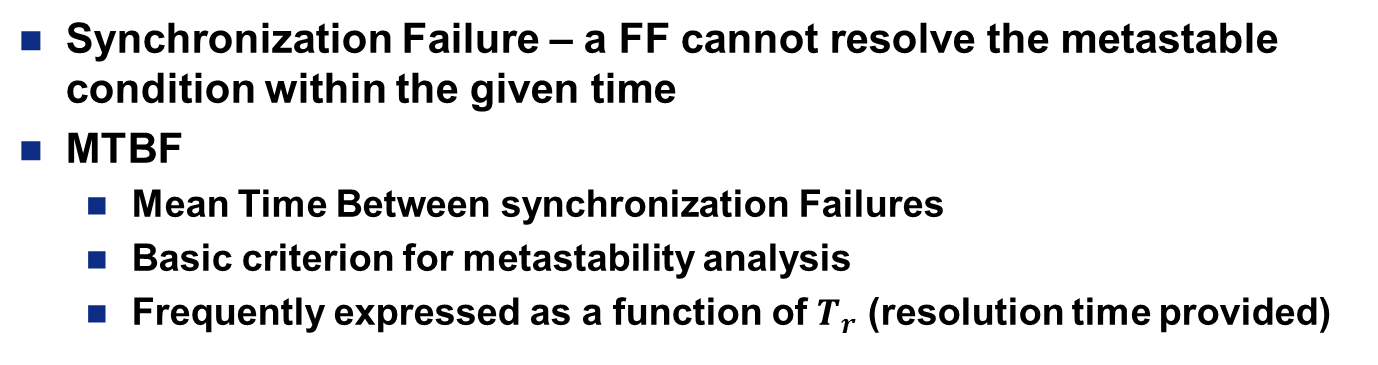 Synchronization Failure – a FF cannot resolve the metastable
condition within the given time
MTBF
Mean Time Between synchronization Failures
Basic criterion for metastability analysis
Frequently expressed as a function of T_r (resolution time provided)